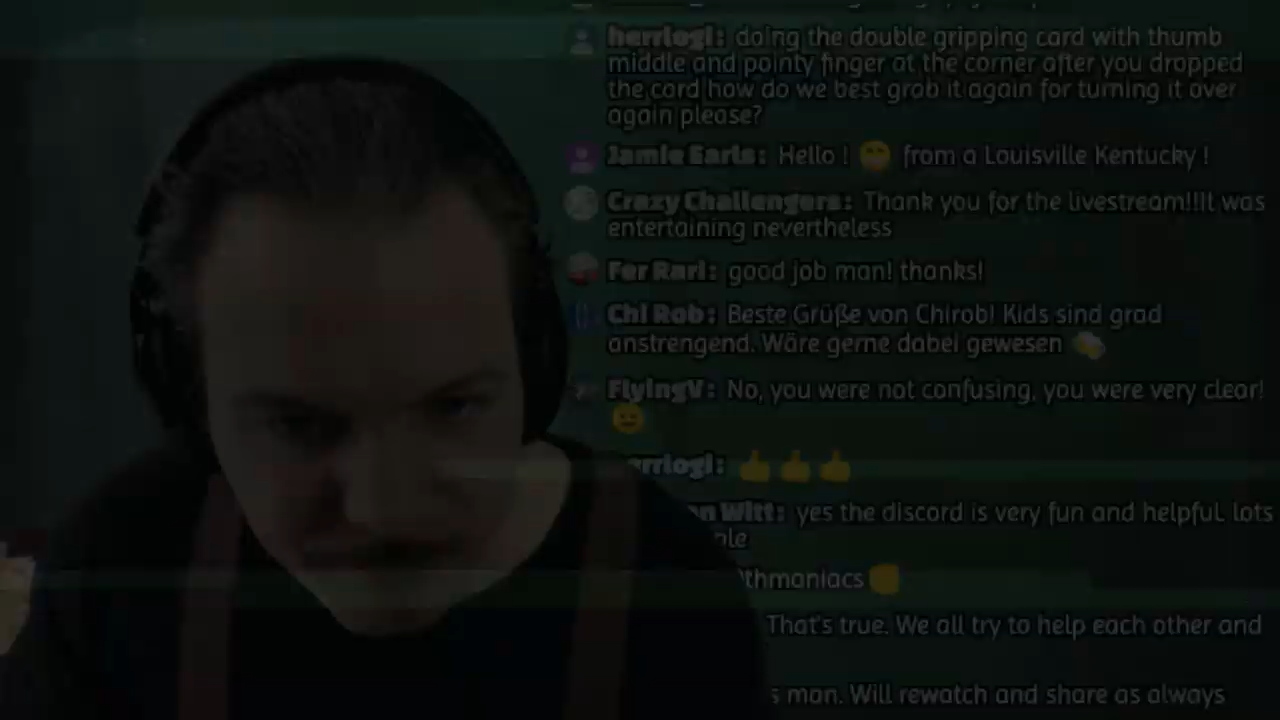 herrlogi: doing the double gripping card with thumb
middle and pointy finger at the corner after you dropped
the card how do we best grab it again for turning it over
again please?
Jamie Earls: Hello ! 😁 from a Louisville Kentucky !
Crazy Challengers: Thank you for the livestream!!!It was
entertaining nevertheless
Fer Rari: good job man! thanks!
Chi Rob: Beste Grüße von Chirob! Kids sind grad
anstrengend. Wäre gerne dabei gewesen 🍻
FlyingV: No, you were not confusing, you were very clear!
🙂
errlogi: 👍 👍 👍
n Witt: yes the discord is very fun and helpful. lots
ple
thmaniacs
That's true. We all try to help each other and
s man. Will rewatch and share as always